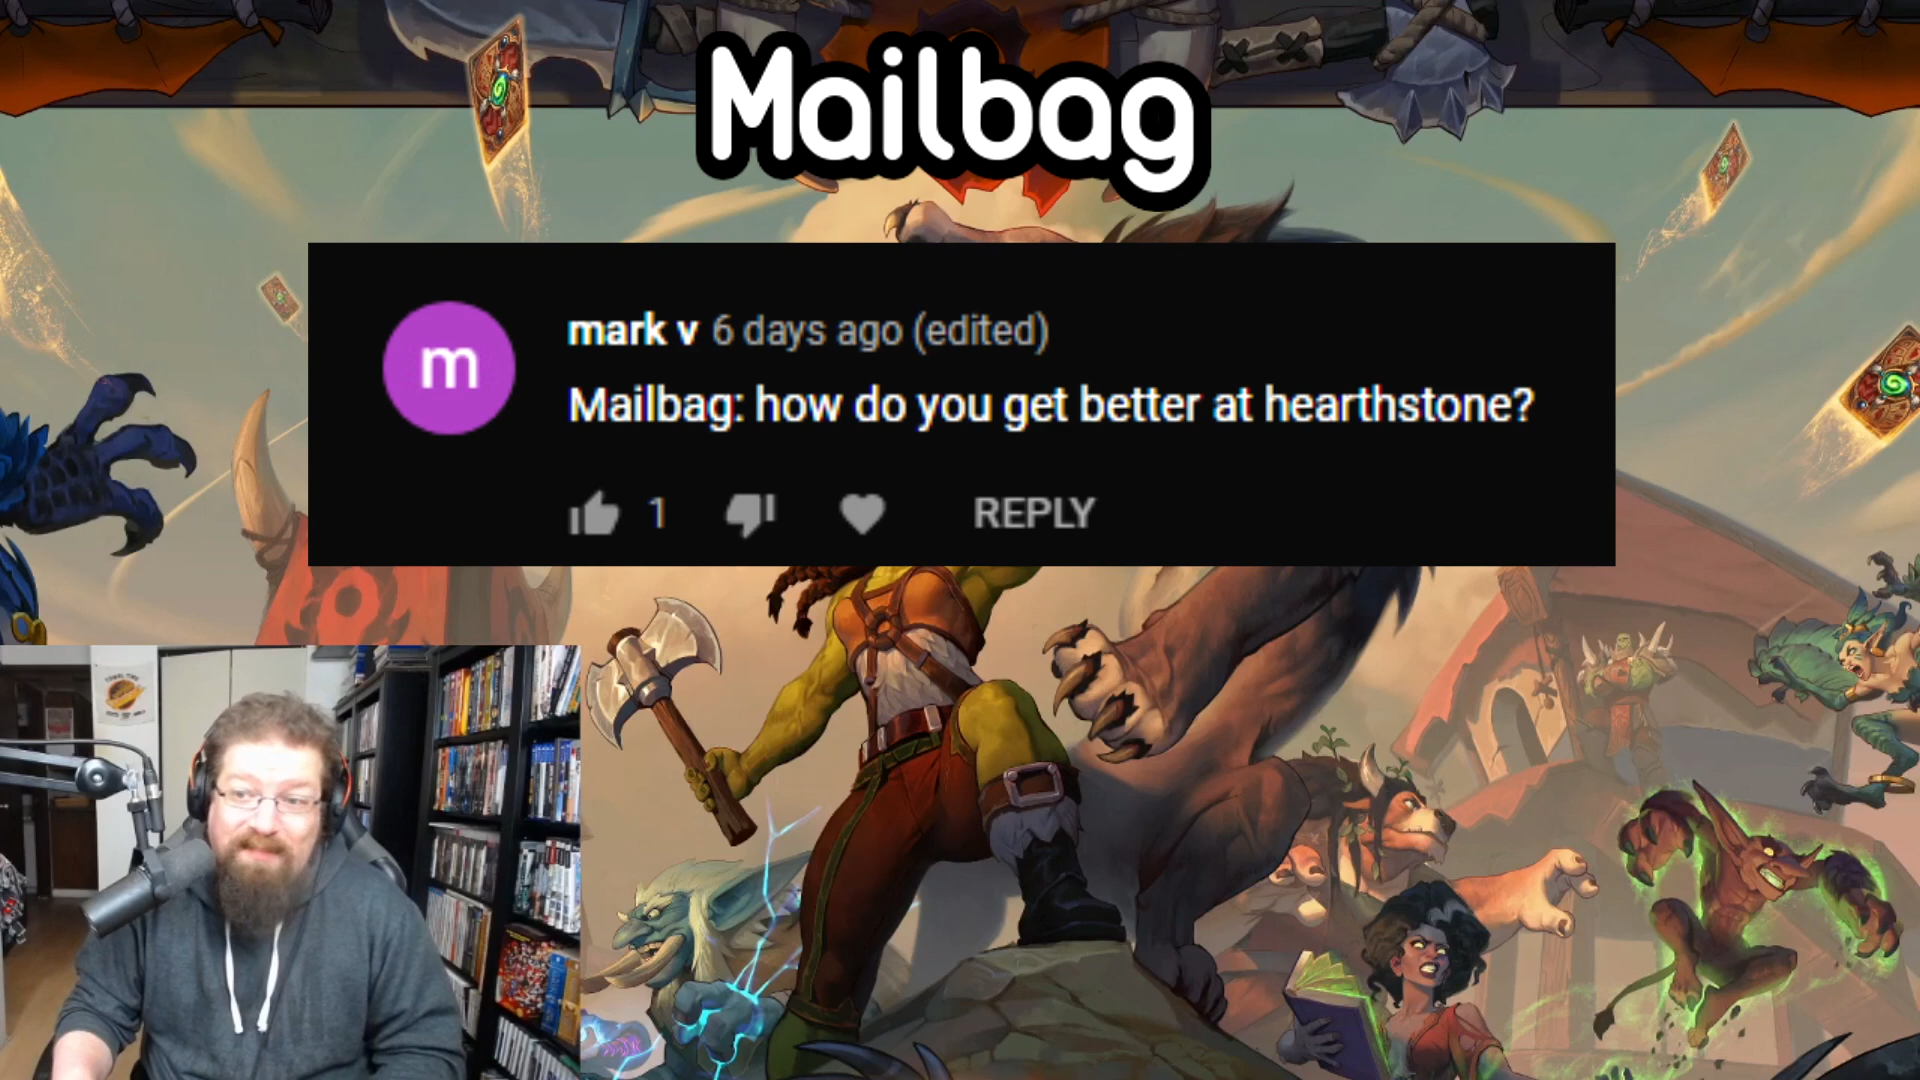 Mailbag
m
mark v 6 days ago (edited)
Mailbag: how do you get better at hearthstone?
1
REPLY